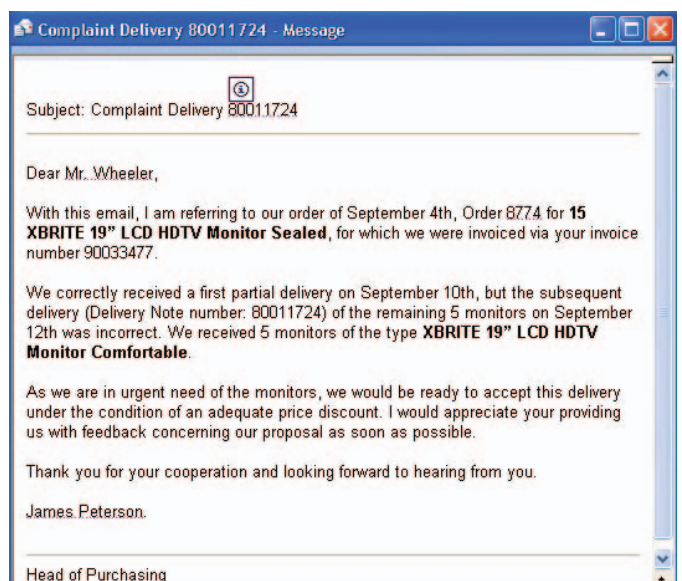 Complaint Delivery 80011724 - Message
Subject: Complaint Delivery 80011724
Dear Mr. Wheeler,
With this email, I am referring to our order of September 4th, Order 8774 for 15
XBRITE 19” LCD HDTV Monitor Sealed, for which we were invoiced via your invoice
number 90033477.
We correctly received a first partial delivery on September 10th, but the subsequent
delivery (Delivery Note number: 80011724) of the remaining 5 monitors on September
12th was incorrect. We received 5 monitors of the type XBRITE 19” LCD HDTV
Monitor Comfortable.
As we are in urgent need of the monitors, we would be ready to accept this delivery
under the condition of an adequate price discount. I would appreciate your providing
us with feedback concerning our proposal as soon as possible.
Thank you for your cooperation and looking forward to hearing from you.
James Peterson.
Head of Purchasing